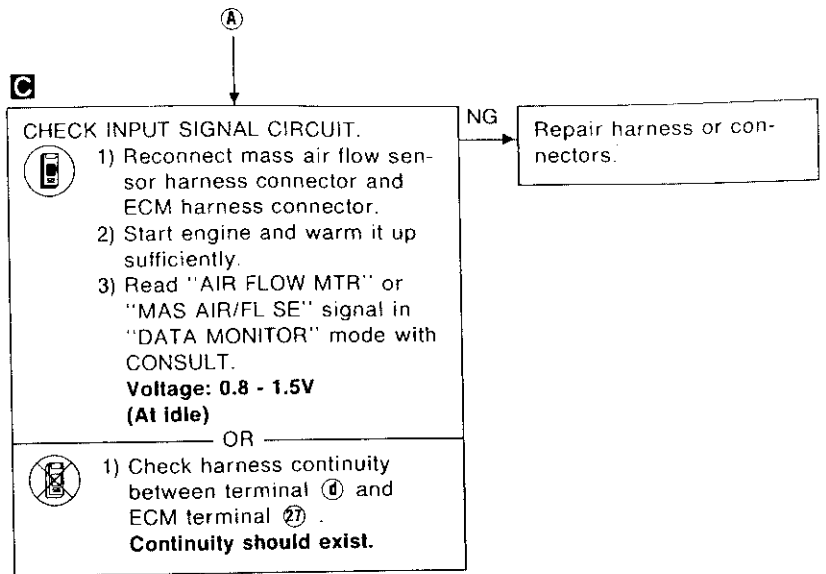 A
C
CHECK INPUT SIGNAL CIRCUIT.
1) Reconnect mass air flow sen-
sor harness connector and
ECM harness connector.
2) Start engine and warm it up
sufficiently.
3) Read "AIR FLOW MTR" or
"MAS AIR/FL SE" signal in
"DATA MONITOR" mode with
CONSULT.
Voltage: 0.8 - 1.5V
(At idle)
OR
1) Check harness continuity
between terminal ⓓ and
ECM terminal ㉗ .
Continuity should exist.
NG
Repair harness or con-
nectors.